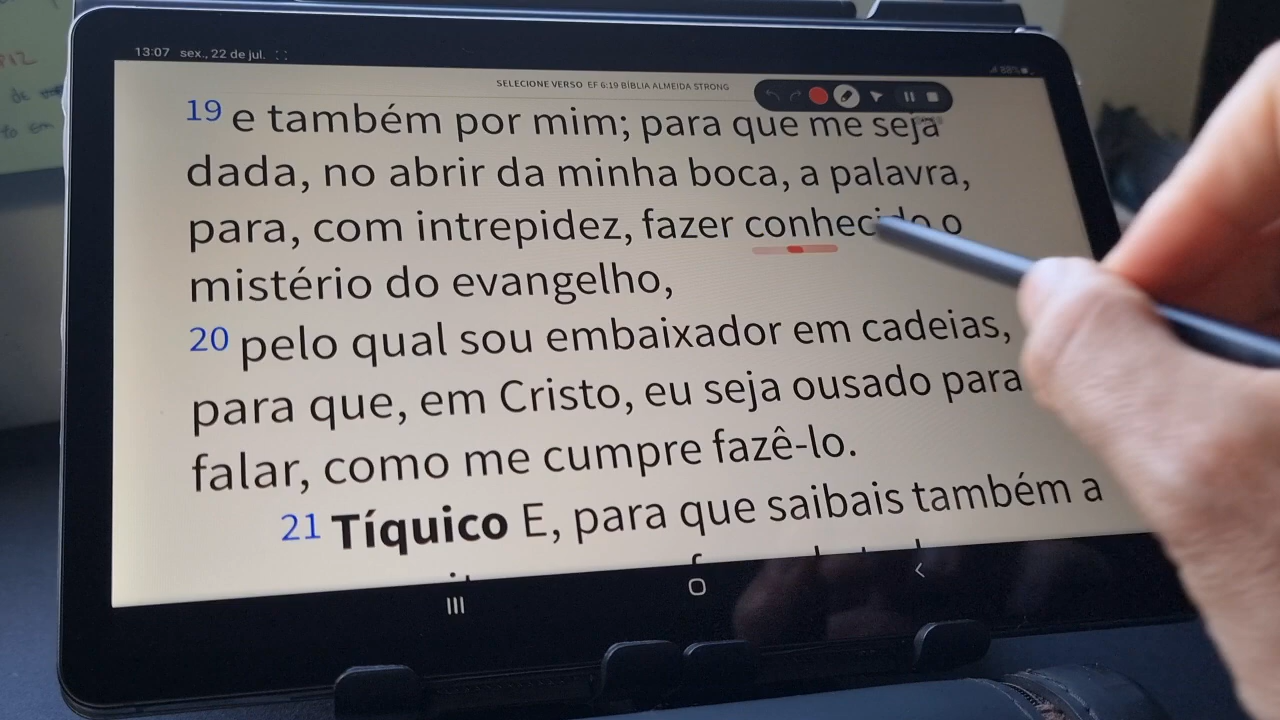 13:07 sex., 22 de jul.
88%
SELECIONE VERSO EF 6:19 BÍBLIA ALMEIDA STRONG
19 e também por mim; para que me seja
dada, no abrir da minha boca, a palavra,
para, com intrepidez, fazer conhecido o
mistério do evangelho,
20 pelo qual sou embaixador em cadeias,
para que, em Cristo, eu seja ousado para
falar, como me cumpre fazê-lo.
21 Tíquico E, para que saibais também a